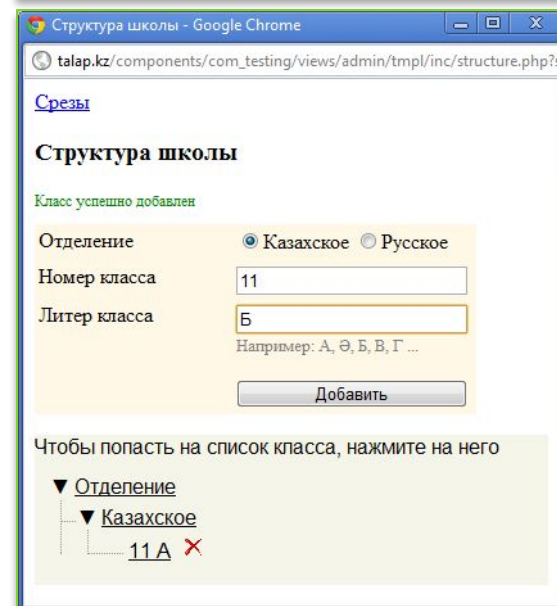 Структура школы - Google Chrome
talap.kz/components/com_testing/views/admin/tmpl/inc/structure.php?
Срезы
Структура школы
Класс успешно добавлен
Отделение Казахское Русское
Номер класса 11
Литер класса Б
Например: А, Ә, Б, В, Г ...
Добавить
Чтобы попасть на список класса, нажмите на него
▼ Отделение
▼ Казахское
11 А